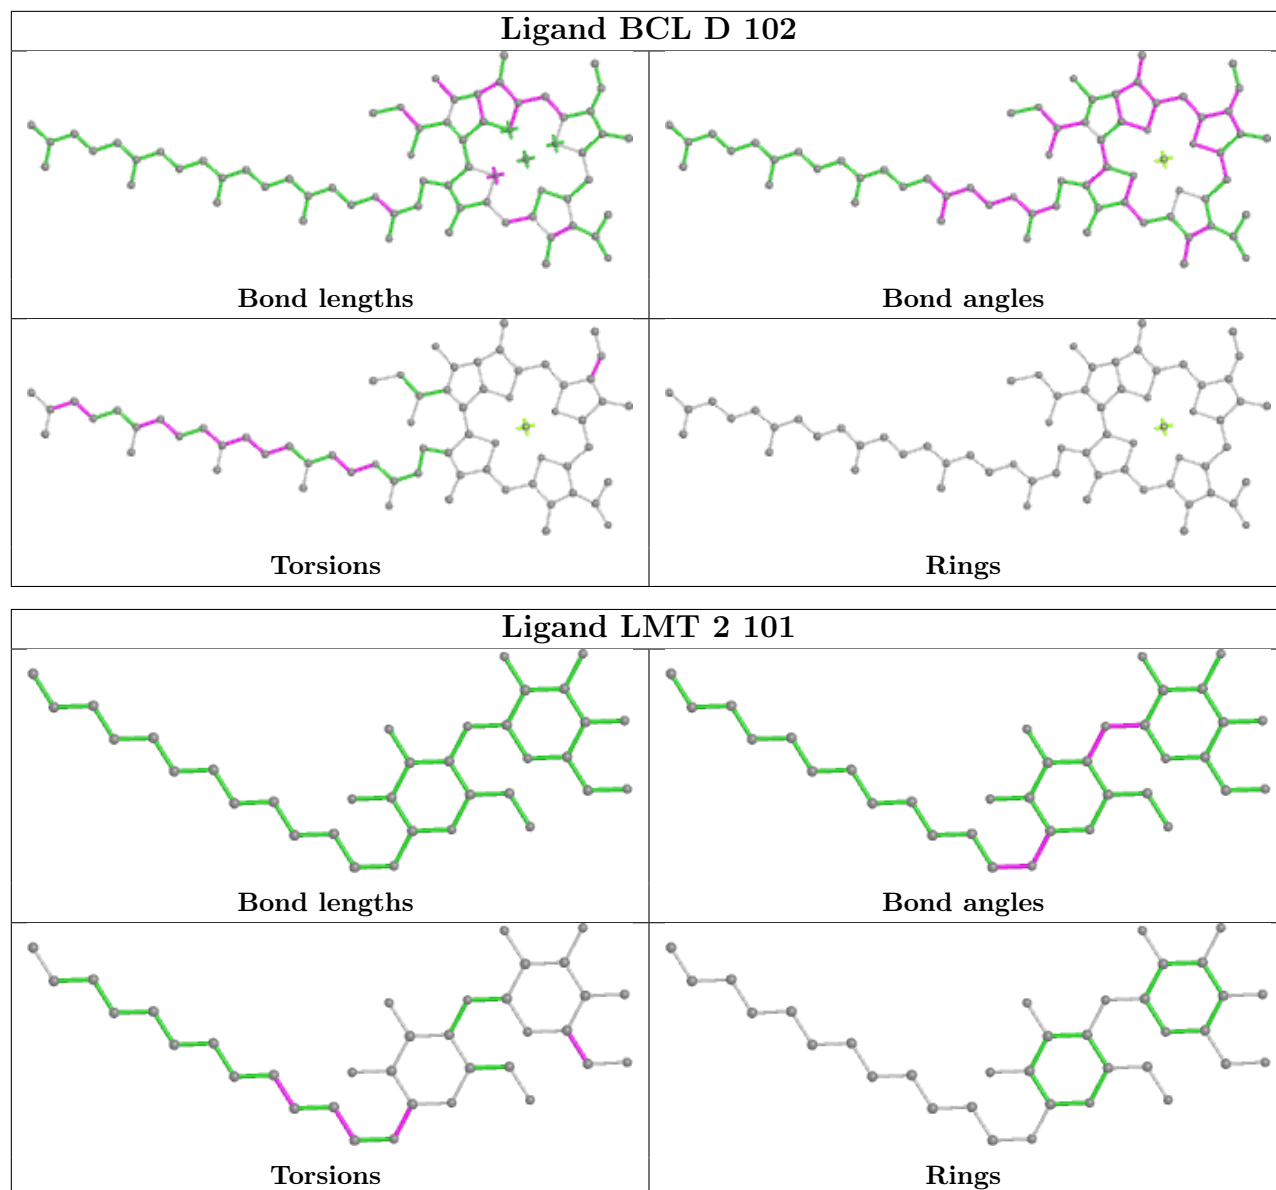 Ligand BCL D 102
Bond lengths
Bond angles
Torsions
Rings
Ligand LMT 2 101
Bond lengths
Bond angles
Torsions
Rings